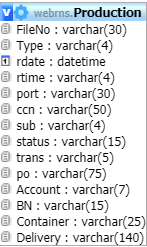 V webrns.Production
FileNo : varchar(30)
Type : varchar(4)
1 rdate : datetime
rtime : varchar(4)
port : varchar(30)
ccn : varchar(50)
sub : varchar(4)
status : varchar(15)
trans : varchar(5)
po : varchar(75)
Account : varchar(7)
BN : varchar(15)
Container : varchar(25)
Delivery : varchar(140)